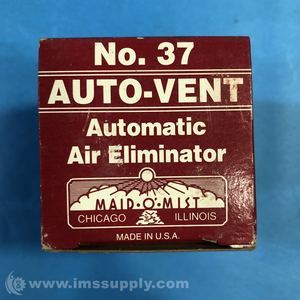 No. 37
AUTO-VENT
Automatic
Air Eliminator
MAID-O-MIST
CHICAGO ILLINOIS
MADE IN U.S.A.
© www.imssupply.com